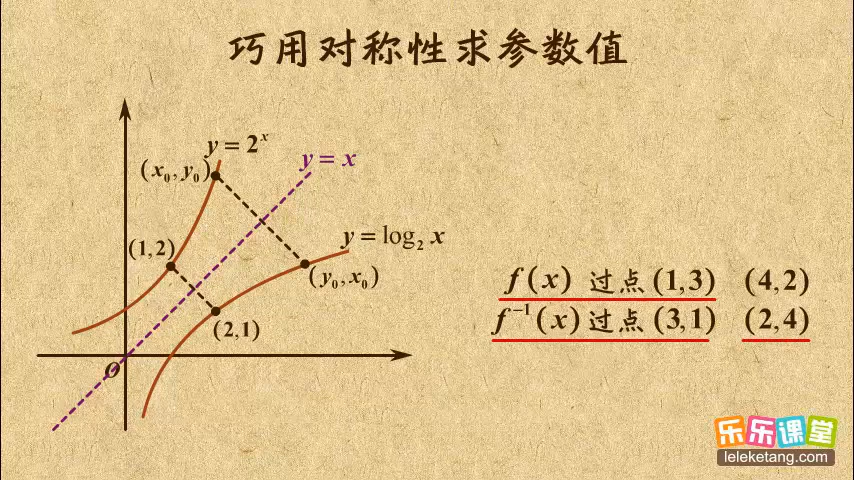 巧用对称性求参数值
y = 2ˣ
y = x
(x₀, y₀)
y = log₂ x
(1, 2)
(y₀, x₀)
(2, 1)
O
f(x) 过点 (1, 3) (4, 2)
f⁻¹(x) 过点 (3, 1) (2, 4)
乐乐课堂
leleketang.com